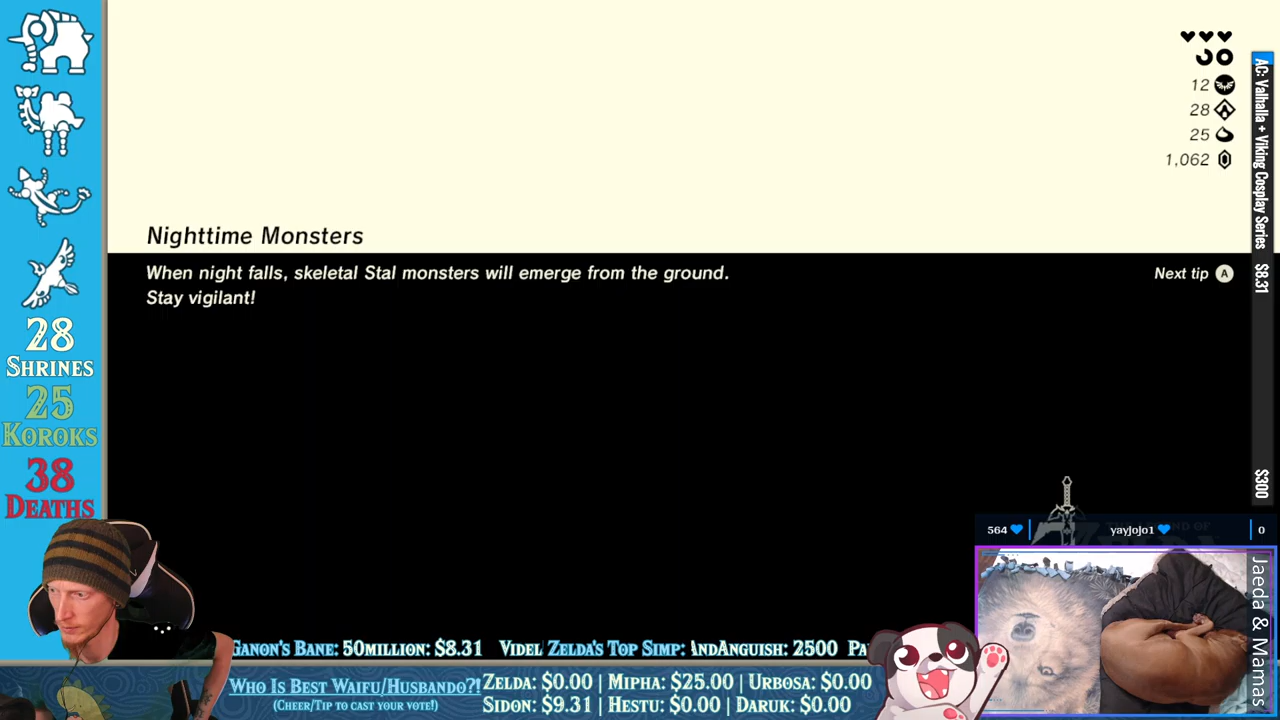 12
28
25
1,062
Nighttime Monsters
When night falls, skeletal Stal monsters will emerge from the ground.
Stay vigilant!
Next tip A
28
SHRINES
25
KOROKS
38
DEATHS
AC: Valhalla + Viking Cosplay Series $8.31
$300
564
yayjojo1
0
Jaeda & Mamas
GANON'S BANE: 50MILLION: $8.31 VIDEL ZELDA'S TOP SIMP: ANDANGUISH: 2500 PA
WHO IS BEST WAIFU/HUSBANDO?!
(CHEER/TIP TO CAST YOUR VOTE!)
ZELDA: $0.00 | MIPHA: $25.00 | URBOSA: $0.00
SIDON: $9.31 | HESTU: $0.00 | DARUK: $0.00